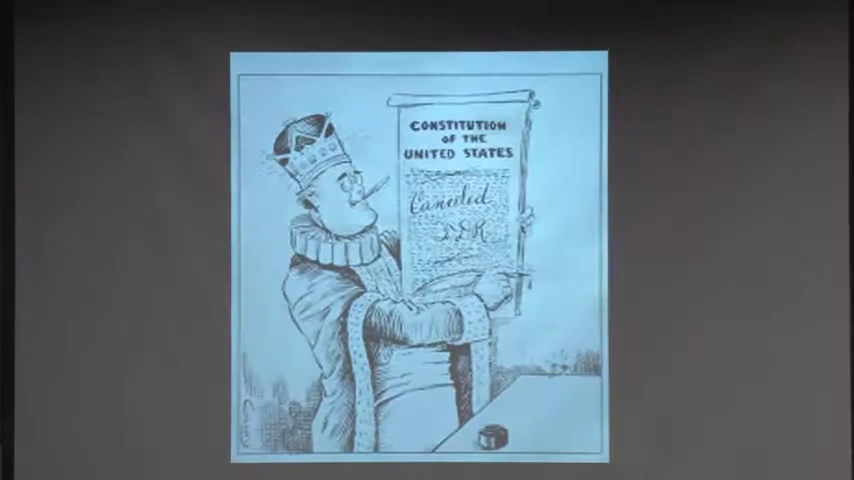 CONSTITUTION
OF THE
UNITED STATES
Canceled